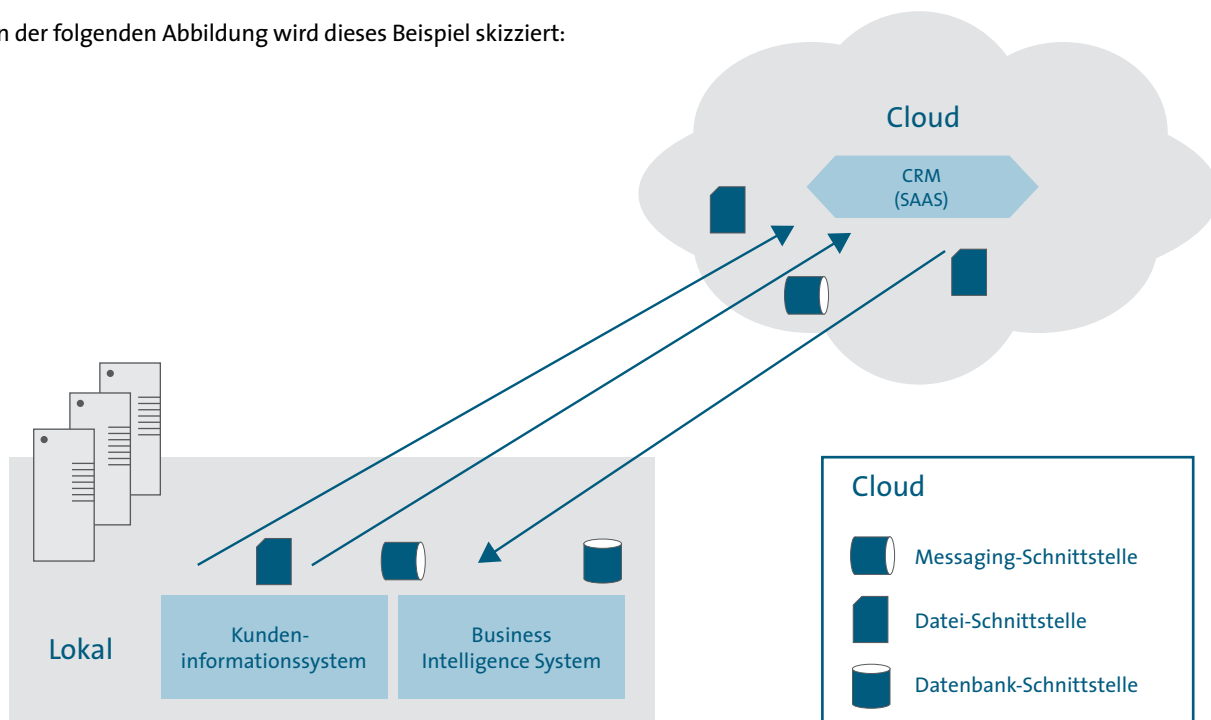 n der folgenden Abbildung wird dieses Beispiel skizziert:
Cloud
CRM
(SAAS)
Lokal
Kunden-
informationssystem
Business
Intelligence System
Cloud
Messaging-Schnittstelle
Datei-Schnittstelle
Datenbank-Schnittstelle